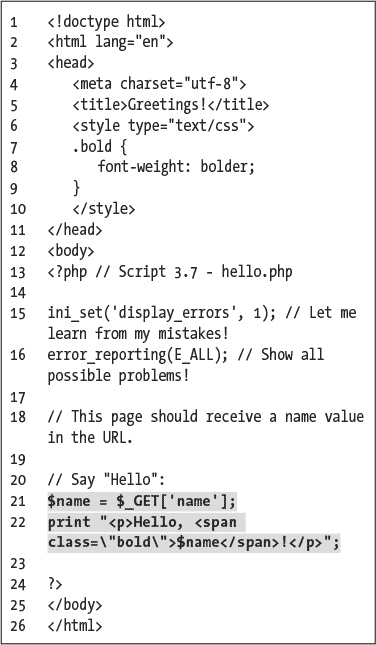 1 <!doctype html>
2 <html lang="en">
3 <head>
4 <meta charset="utf-8">
5 <title>Greetings!</title>
6 <style type="text/css">
7 .bold {
8 font-weight: bolder;
9 }
10 </style>
11 </head>
12 <body>
13 <?php // Script 3.7 - hello.php
14
15 ini_set('display_errors', 1); // Let me
learn from my mistakes!
16 error_reporting(E_ALL); // Show all
possible problems!
17
18 // This page should receive a name value
in the URL.
19
20 // Say "Hello":
21 $name = $_GET['name'];
22 print "<p>Hello, <span
class=\"bold\">$name</span>!</p>";
23
24 ?>
25 </body>
26 </html>